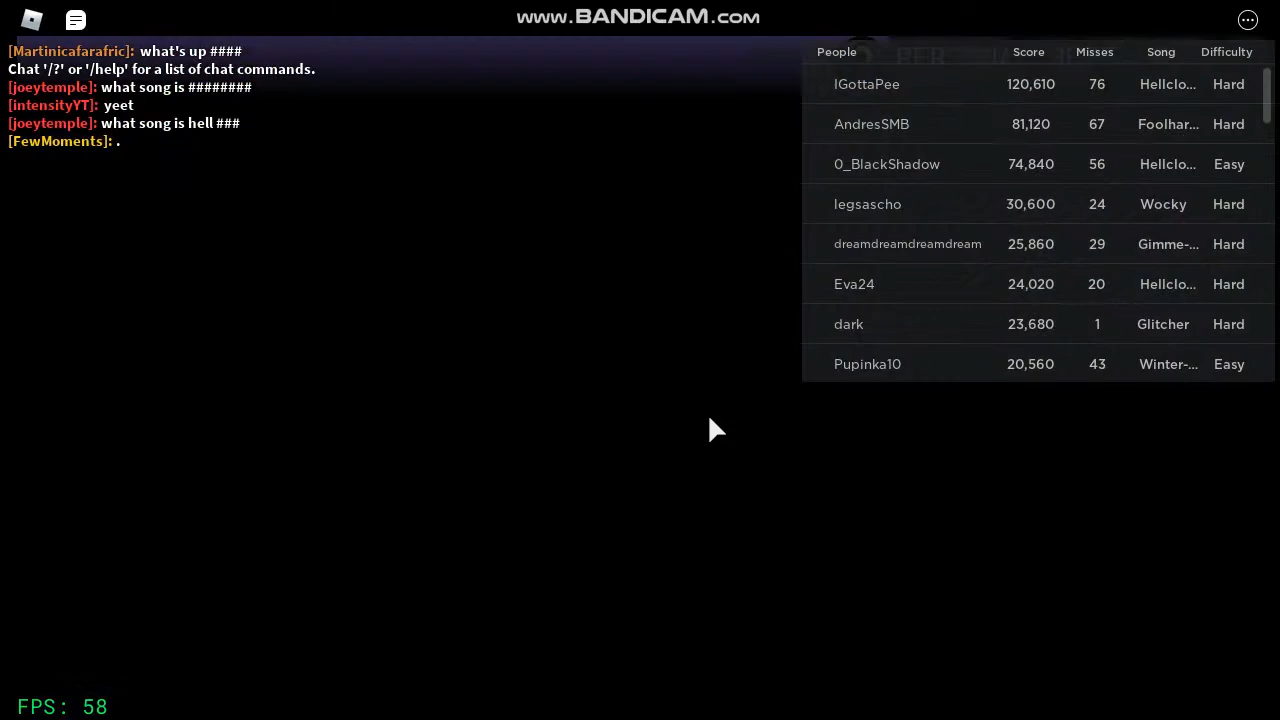 www.BANDICAM.com
[Martinicafarafric]: what's up ####
Chat '/?' or '/help' for a list of chat commands.
[joeytemple]: what song is ########
[intensityYT]: yeet
[joeytemple]: what song is hell ###
[FewMoments]: .
People Score Misses Song Difficulty
IGottaPee 120,610 76 Hellclo... Hard
AndresSMB 81,120 67 Foolhar... Hard
0_BlackShadow 74,840 56 Hellclo... Easy
legsascho 30,600 24 Wocky Hard
dreamdreamdreamdream 25,860 29 Gimme-... Hard
Eva24 24,020 20 Hellclo... Hard
dark 23,680 1 Glitcher Hard
Pupinka10 20,560 43 Winter-... Easy
FPS: 58